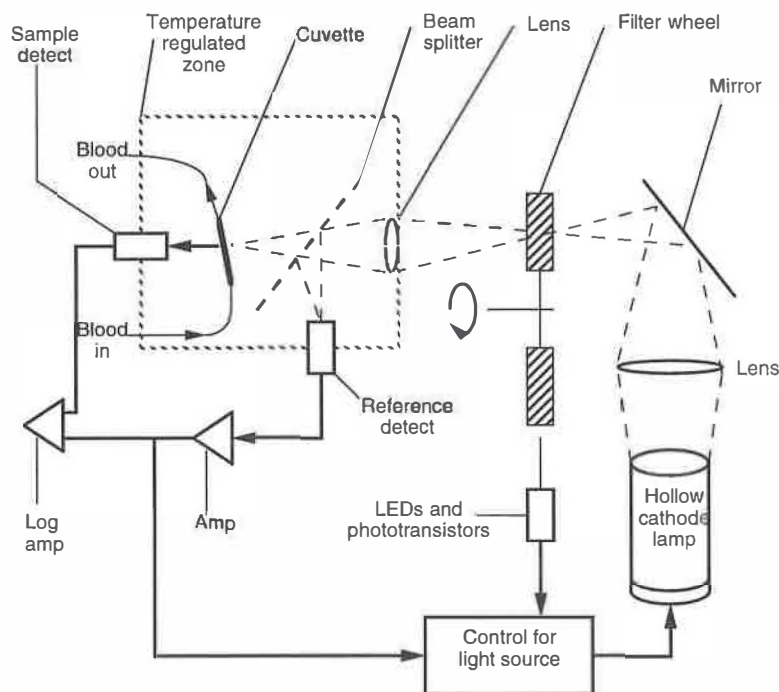 Sample
detect
Temperature
regulated
zone
Cuvette
Beam
splitter
Lens
Filter wheel
Mirror
Blood
out
Blood
in
Reference
detect
Lens
Log
amp
Amp
LEDs and
phototransistors
Hollow
cathode
lamp
Control for
light source